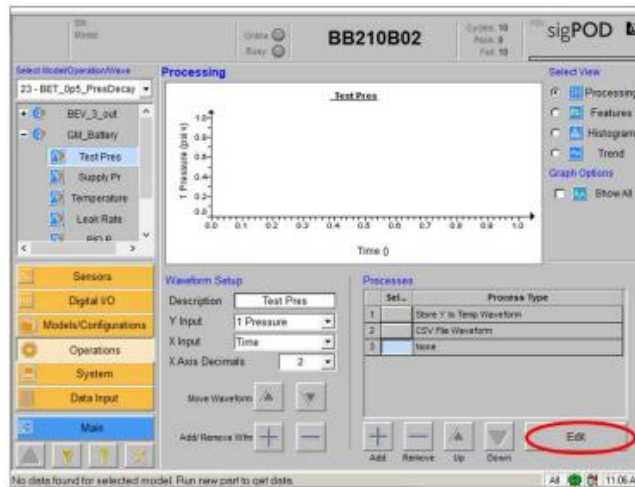 SN:
Model:
Online
Busy
BB210B02
Cycles: 10
Pass: 0
Fail: 10
sigPOD
Select Model/Operation/Wave
23 - BET_0p5_PresDecay
BEV_3_out
GM_Battery
Test Pres
Supply Pr
Temperature
Leak Rate
Sensors
Digital I/O
Models/Configurations
Operations
System
Data Input
Main
Processing
Test Pres
1 Pressure (psi v)
1.0
0.8
0.6
0.4
0.2
0.0
0.0 0.1 0.2 0.3 0.4 0.5 0.6 0.7 0.8 0.9 1.0
Time ()
Select View
Processing
Features
Histogram
Trend
Graph Options
Show All
Waveform Setup
Description Test Pres
Y Input 1 Pressure
X Input Time
X Axis Decimals 2
Move Waveform
Add/Remove Wfm
Processes
Sel... Process Type
1 Store Y to Temp Waveform
2 CSV File Waveform
3 None
Add Remove Up Down
Edit
No data found for selected model. Run new part to get data.
All 11:06 A